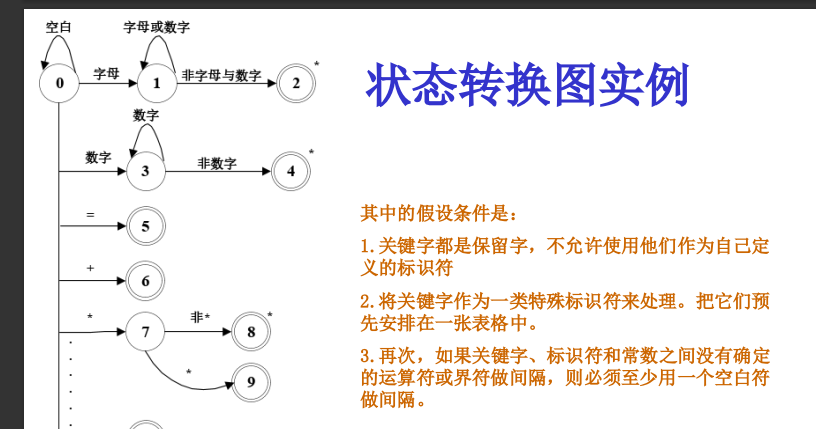 空白
字母或数字
0
字母
1
非字母与数字
2
*
状态转换图实例
数字
数字
3
非数字
4
*
=
5
+
6
*
7
非*
8
*
*
9
其中的假设条件是：
1.关键字都是保留字，不允许使用他们作为自己定
义的标识符
2.将关键字作为一类特殊标识符来处理。把它们预
先安排在一张表格中。
3.再次，如果关键字、标识符和常数之间没有确定
的运算符或界符做间隔，则必须至少用一个空白符
做间隔。